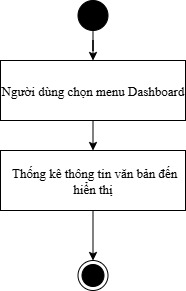 Người dùng chọn menu Dashboard
Thống kê thông tin văn bản đến
hiển thị